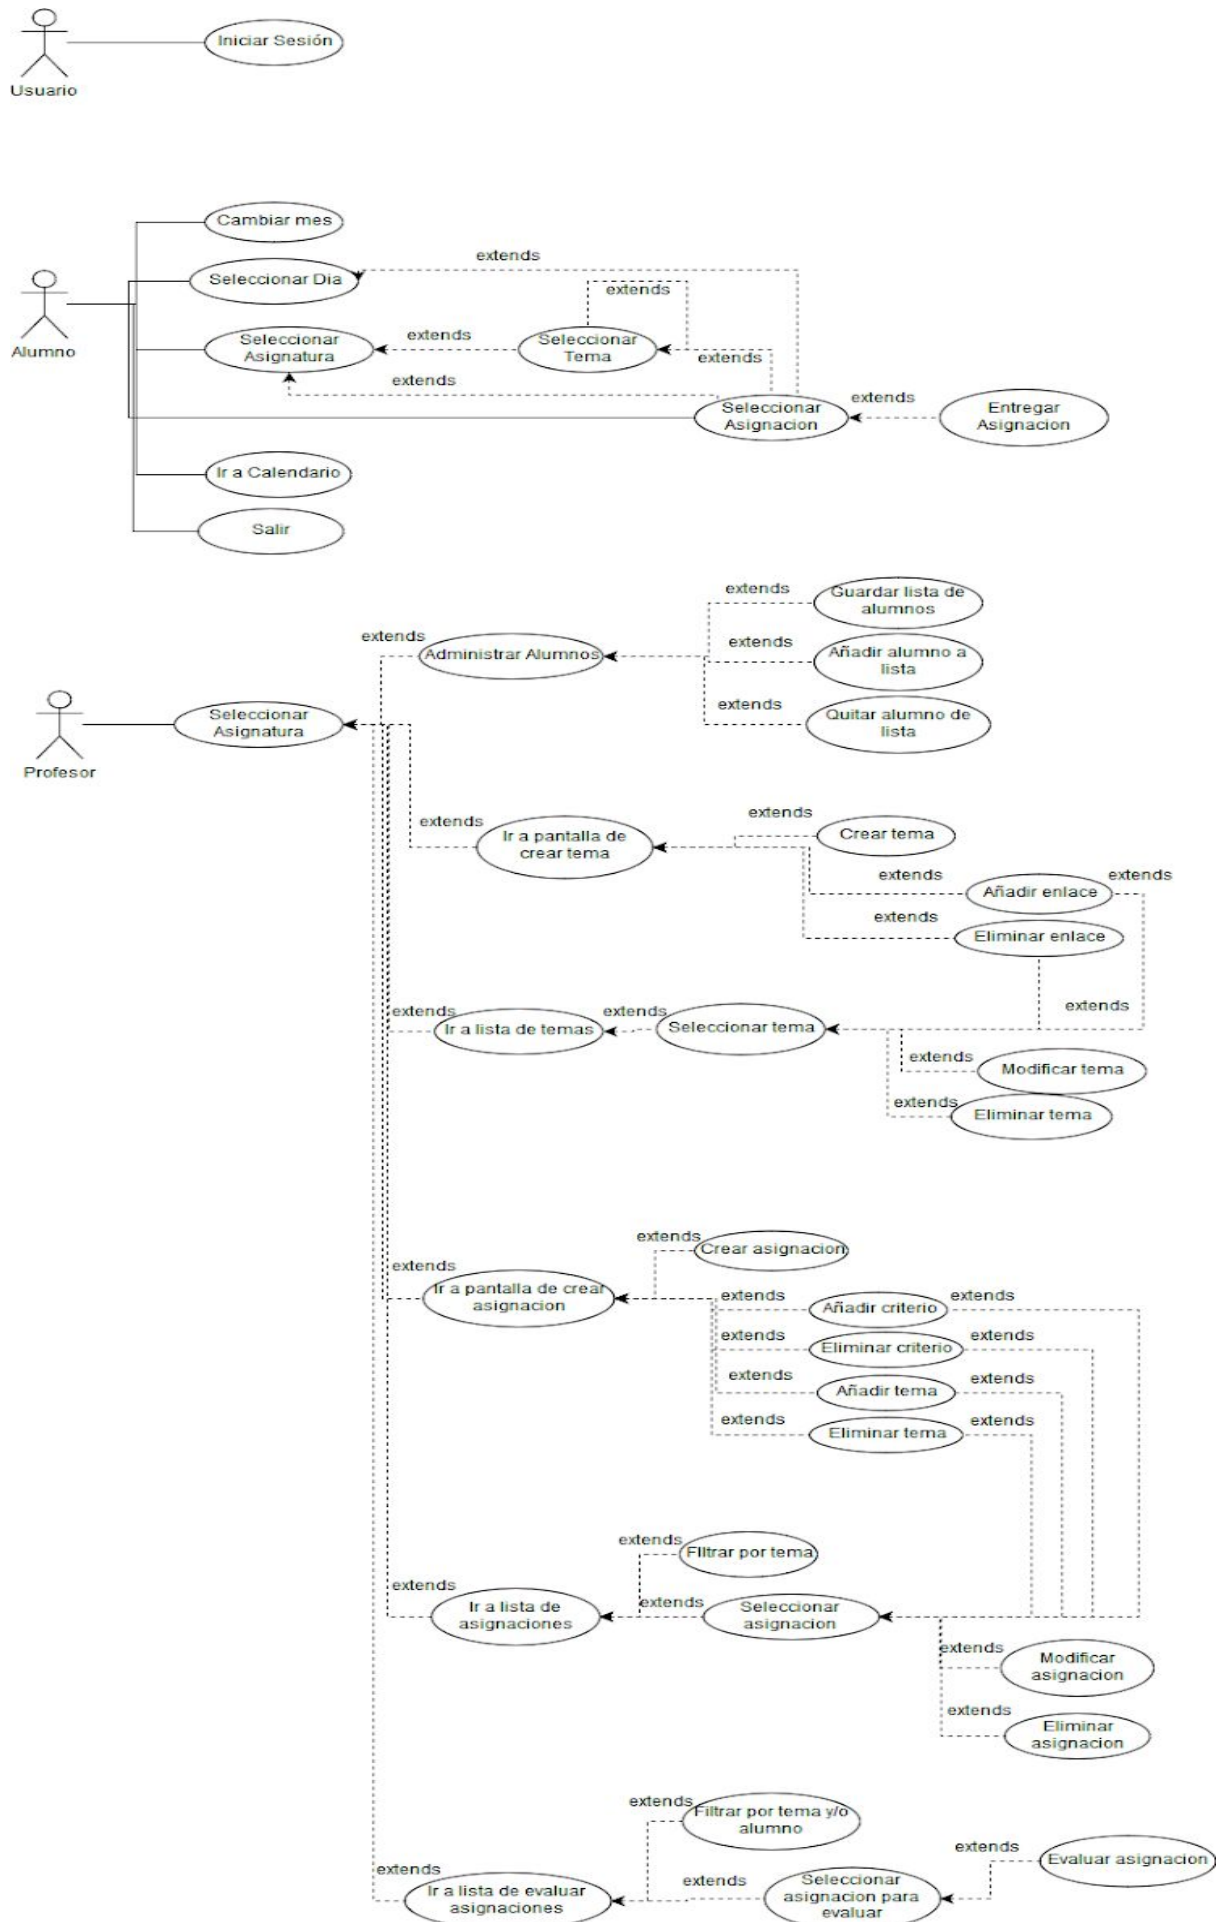 Iniciar Sesión
Usuario
Cambiar mes
extends
Seleccionar Dia
extends
Alumno
Seleccionar
Asignatura
extends
Seleccionar
Tema
extends
extends
Seleccionar
Asignacion
extends
Entregar
Asignacion
Ir a Calendario
Salir
extends
Guardar lista de
alumnos
extends
Administrar Alumnos
extends
Añadir alumno a
lista
extends
Quitar alumno de
lista
Seleccionar
Asignatura
Profesor
extends
Ir a pantalla de
crear tema
extends
Crear tema
extends
Añadir enlace
extends
extends
Eliminar enlace
extends
Ir a lista de temas
extends
Seleccionar tema
extends
extends
Modificar tema
extends
Eliminar tema
extends
Crear asignacion
extends
Ir a pantalla de crear
asignacion
extends
Añadir criterio
extends
extends
Eliminar criterio
extends
extends
Añadir tema
extends
extends
Eliminar tema
extends
extends
FIltrar por tema
extends
Ir a lista de
asignaciones
extends
Seleccionar
asignacion
extends
Modificar
asignacion
extends
Eliminar
asignacion
extends
Filtrar por tema y/o
alumno
extends
Evaluar asignacion
extends
Ir a lista de evaluar
asignaciones
extends
Seleccionar
asignacion para
evaluar